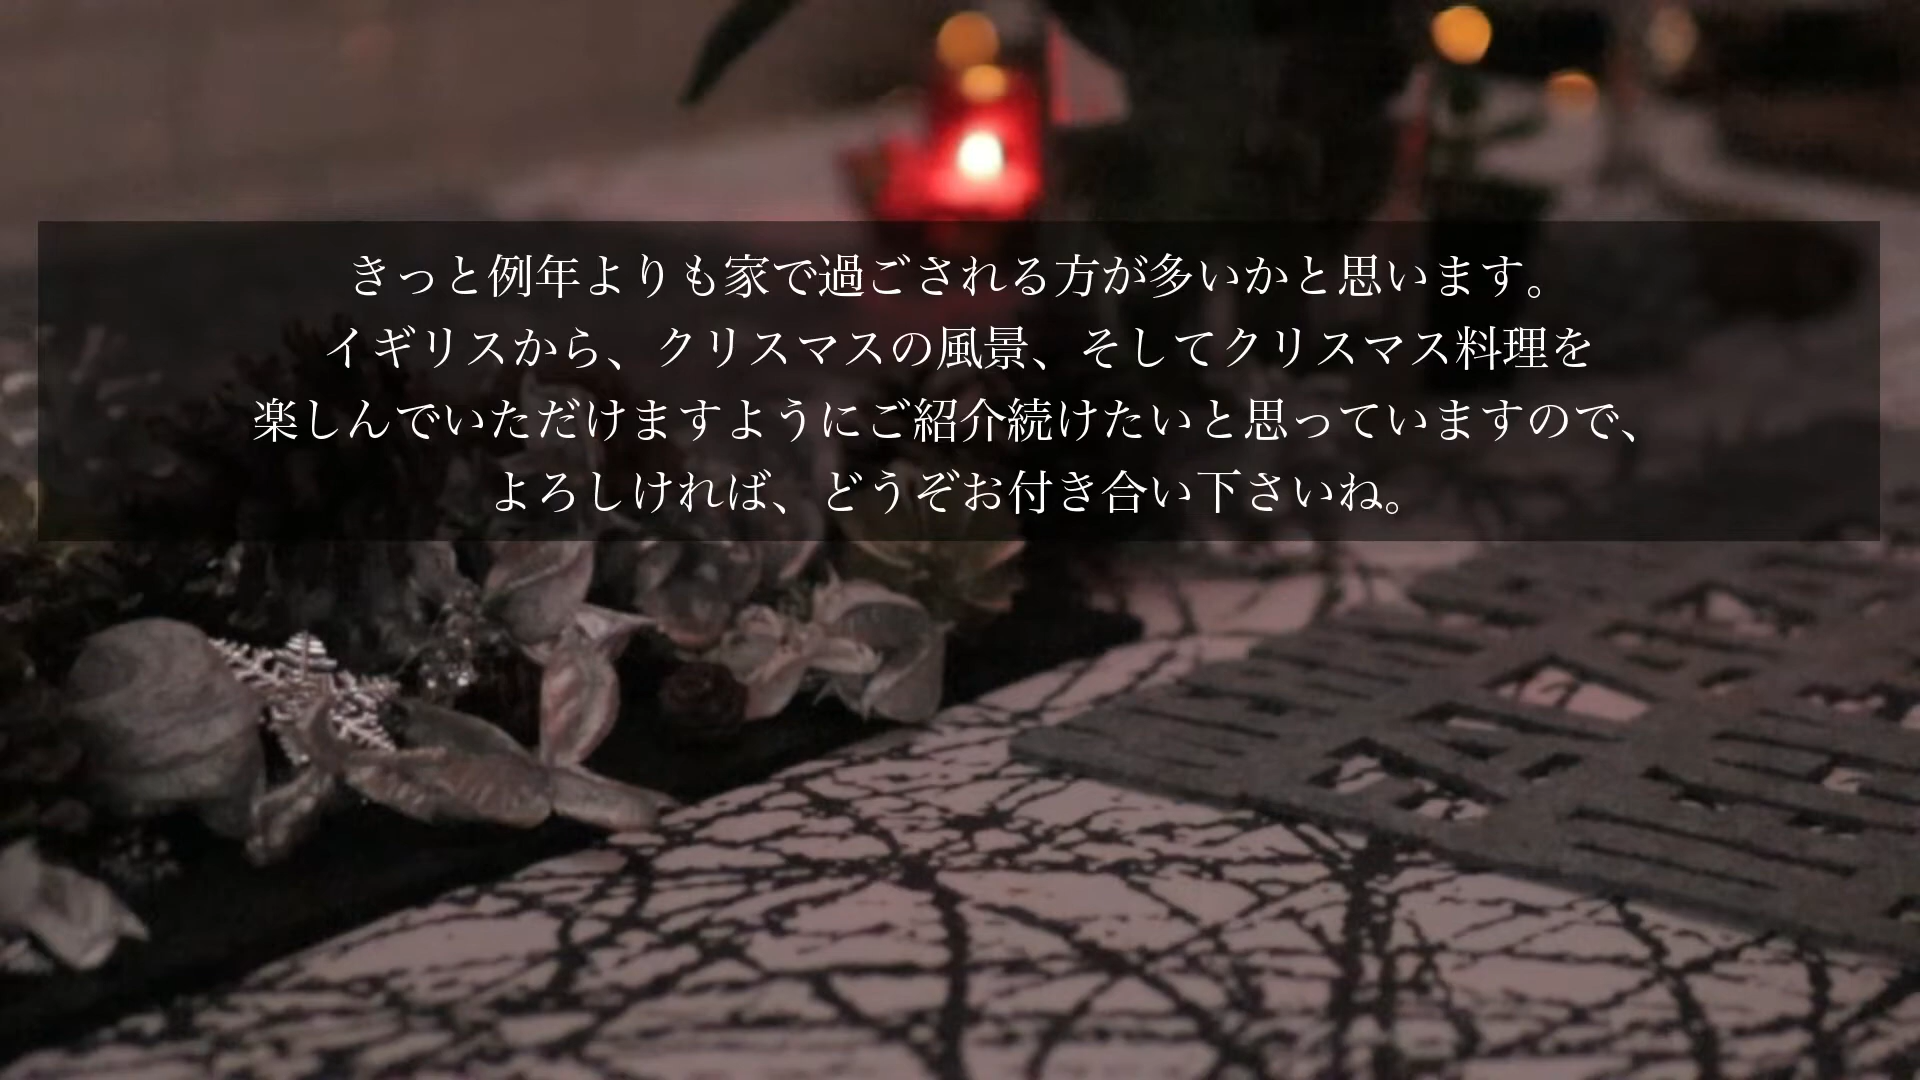 きっと例年よりも家で過ごされる方が多いかと思います。
イギリスから、クリスマスの風景、そしてクリスマス料理を
楽しんでいただけますようにご紹介続けたいと思っていますので、
よろしければ、どうぞお付き合い下さいね。